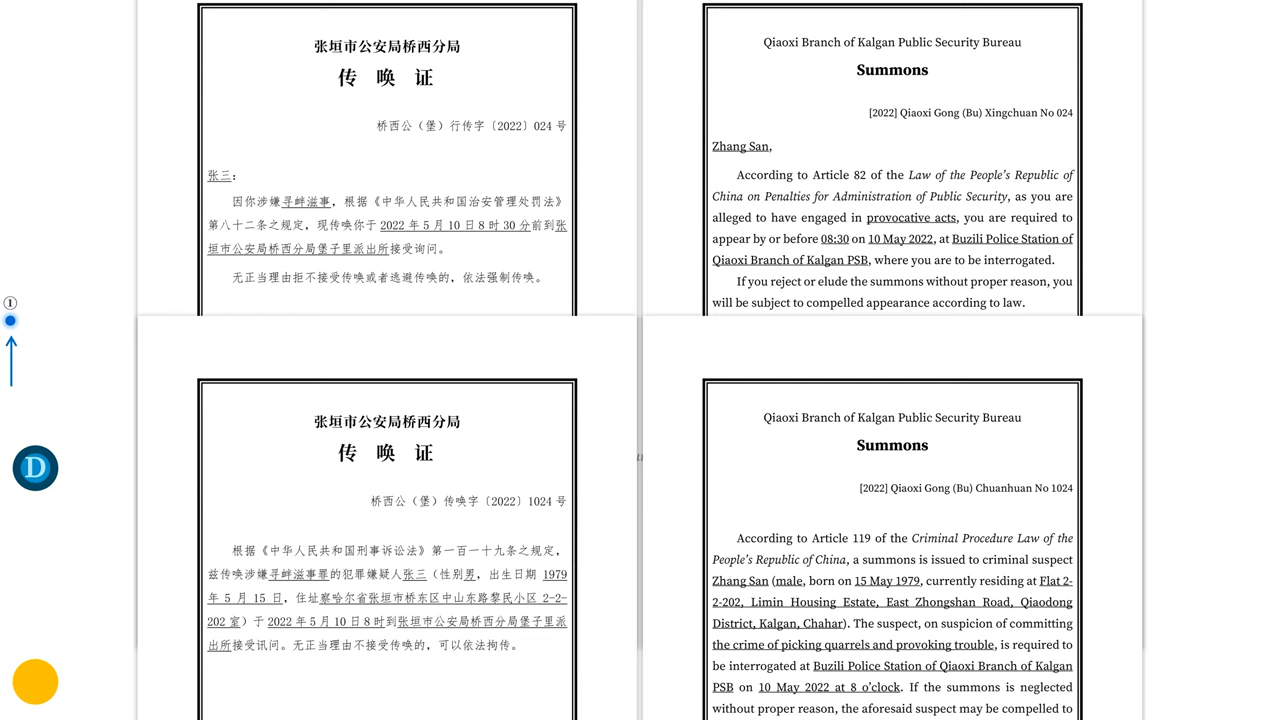 张垣市公安局桥西分局
传 唤 证
桥西公（堡）行传字〔2022〕024 号
张三：
因你涉嫌寻衅滋事，根据《中华人民共和国治安管理处罚法》
第八十二条之规定，现传唤你于 2022 年 5 月 10 日 8 时 30 分前到张
垣市公安局桥西分局堡子里派出所接受询问。
无正当理由拒不接受传唤或者逃避传唤的，依法强制传唤。
Qiaoxi Branch of Kalgan Public Security Bureau
Summons
[2022] Qiaoxi Gong (Bu) Xingchuan No 024
Zhang San,
According to Article 82 of the Law of the People’s Republic of
China on Penalties for Administration of Public Security, as you are
alleged to have engaged in provocative acts, you are required to
appear by or before 08:30 on 10 May 2022, at Buzili Police Station of
Qiaoxi Branch of Kalgan PSB, where you are to be interrogated.
If you reject or elude the summons without proper reason, you
will be subject to compelled appearance according to law.
①
D
张垣市公安局桥西分局
传 唤 证
桥西公（堡）传唤字〔2022〕1024 号
根据《中华人民共和国刑事诉讼法》第一百一十九条之规定，
兹传唤涉嫌寻衅滋事罪的犯罪嫌疑人张三（性别男，出生日期 1979
年 5 月 15 日，住址察哈尔省张垣市桥东区中山东路黎民小区 2-2-
202 室）于 2022 年 5 月 10 日 8 时到张垣市公安局桥西分局堡子里派
出所接受讯问。无正当理由不接受传唤的，可以依法拘传。
Qiaoxi Branch of Kalgan Public Security Bureau
Summons
[2022] Qiaoxi Gong (Bu) Chuanhuan No 1024
According to Article 119 of the Criminal Procedure Law of the
People’s Republic of China, a summons is issued to criminal suspect
Zhang San (male, born on 15 May 1979, currently residing at Flat 2-
2-202, Limin Housing Estate, East Zhongshan Road, Qiaodong
District, Kalgan, Chahar). The suspect, on suspicion of committing
the crime of picking quarrels and provoking trouble, is required to
be interrogated at Buzili Police Station of Qiaoxi Branch of Kalgan
PSB on 10 May 2022 at 8 o’clock. If the summons is neglected
without proper reason, the aforesaid suspect may be compelled to